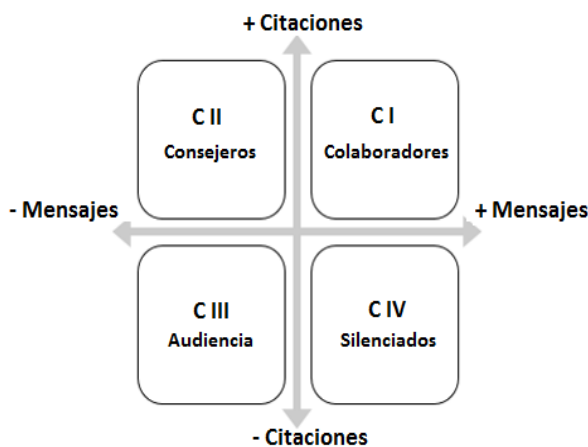 + Citaciones
C II
Consejeros
C I
Colaboradores
- Mensajes
+ Mensajes
C III
Audiencia
C IV
Silenciados
- Citaciones